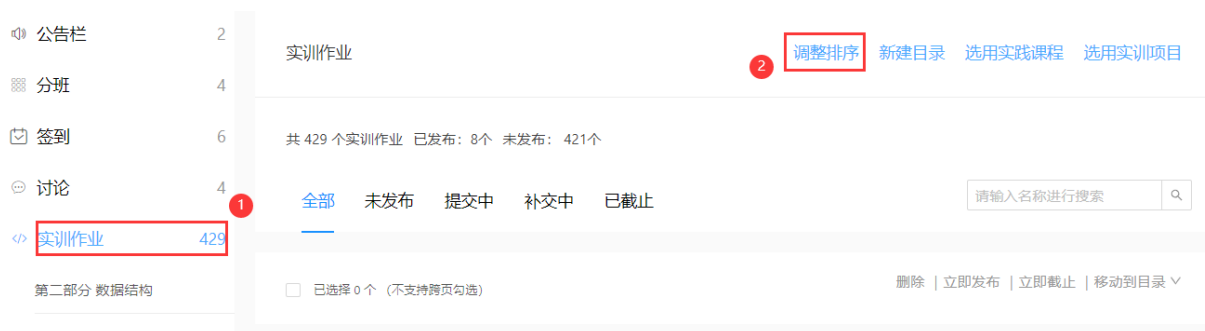 公告栏 2
分班 4
签到 6
讨论 4
1
实训作业 429
第二部分 数据结构
实训作业
2
调整排序 新建目录 选用实践课程 选用实训项目
共 429 个实训作业 已发布: 8个 未发布: 421个
全部 未发布 提交中 补交中 已截止
请输入名称进行搜索
已选择 0 个 (不支持跨页勾选)
删除 | 立即发布 | 立即截止 | 移动到目录